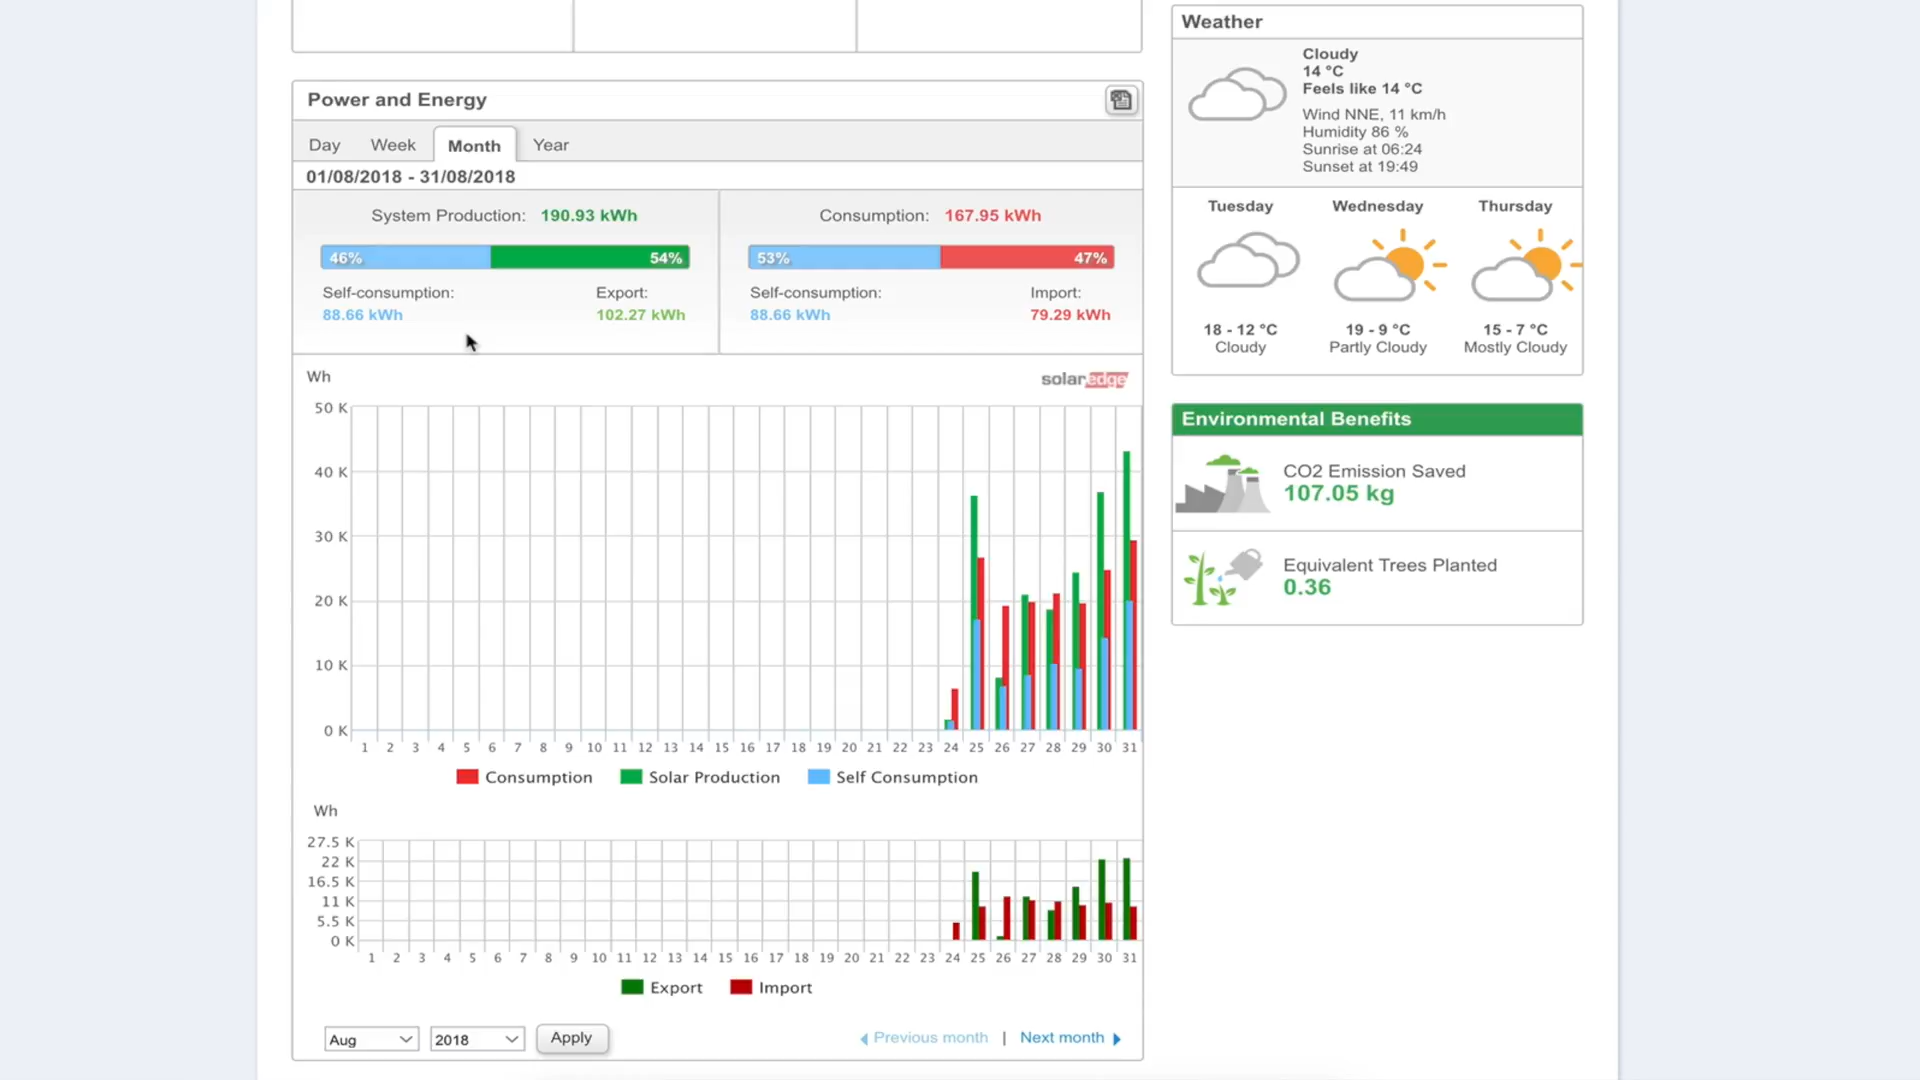 Power and Energy
Day Week Month Year
01/08/2018 - 31/08/2018
System Production: 190.93 kWh
46% 54%
Self-consumption: Export:
88.66 kWh 102.27 kWh
Consumption: 167.95 kWh
53% 47%
Self-consumption: Import:
88.66 kWh 79.29 kWh
Wh
solaredge
50 K
40 K
30 K
20 K
10 K
0 K
1 2 3 4 5 6 7 8 9 10 11 12 13 14 15 16 17 18 19 20 21 22 23 24 25 26 27 28 29 30 31
Consumption Solar Production Self Consumption
Wh
27.5 K
22 K
16.5 K
11 K
5.5 K
0 K
1 2 3 4 5 6 7 8 9 10 11 12 13 14 15 16 17 18 19 20 21 22 23 24 25 26 27 28 29 30 31
Export Import
Aug 2018 Apply Previous month | Next month
Weather
Cloudy
14 °C
Feels like 14 °C
Wind NNE, 11 km/h
Humidity 86 %
Sunrise at 06:24
Sunset at 19:49
Tuesday Wednesday Thursday
18 - 12 °C 19 - 9 °C 15 - 7 °C
Cloudy Partly Cloudy Mostly Cloudy
Environmental Benefits
CO2 Emission Saved
107.05 kg
Equivalent Trees Planted
0.36